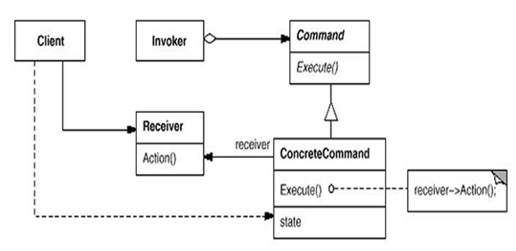 Client
Invoker
Command
Execute()
Receiver
Action()
receiver
ConcreteCommand
Execute()
state
receiver->Action();